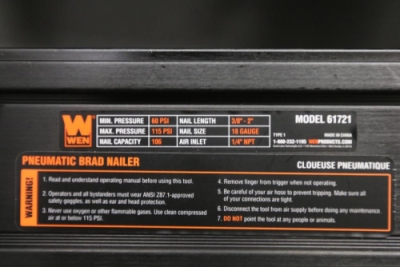 WEN
MIN. PRESSURE 60 PSI NAIL LENGTH 3/8" - 2"
MAX. PRESSURE 115 PSI NAIL SIZE 18 GAUGE
NAIL CAPACITY 106 AIR INLET 1/4" NPT
MODEL 61721
TYPE 1 MADE IN CHINA
1-800-232-1195 WENPRODUCTS.COM
PNEUMATIC BRAD NAILER CLOUEUSE PNEUMATIQUE
WARNING!
1. Read and understand operating manual before using this tool.
2. Operators and all bystanders must wear ANSI Z87.1-approved
safety goggles, as well as ear and head protection.
3. Never use oxygen or other flammable gases. Use clean compressed
air at or below 115 PSI.
4. Remove finger from trigger when not operating.
5. Be careful of your air hose to prevent tripping. Make sure all
of your connections are tight.
6. Disconnect the tool from air supply before doing any maintenance.
7. DO NOT point the tool at any people or animals.